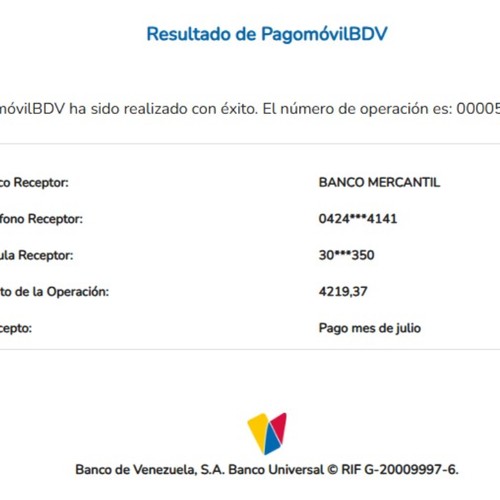 Resultado de PagomóvilBDV
móvilBDV ha sido realizado con éxito. El número de operación es: 00005
co Receptor: BANCO MERCANTIL
fono Receptor: 0424***4141
ula Receptor: 30***350
to de la Operación: 4219,37
cepto: Pago mes de julio
Banco de Venezuela, S.A. Banco Universal © RIF G-20009997-6.